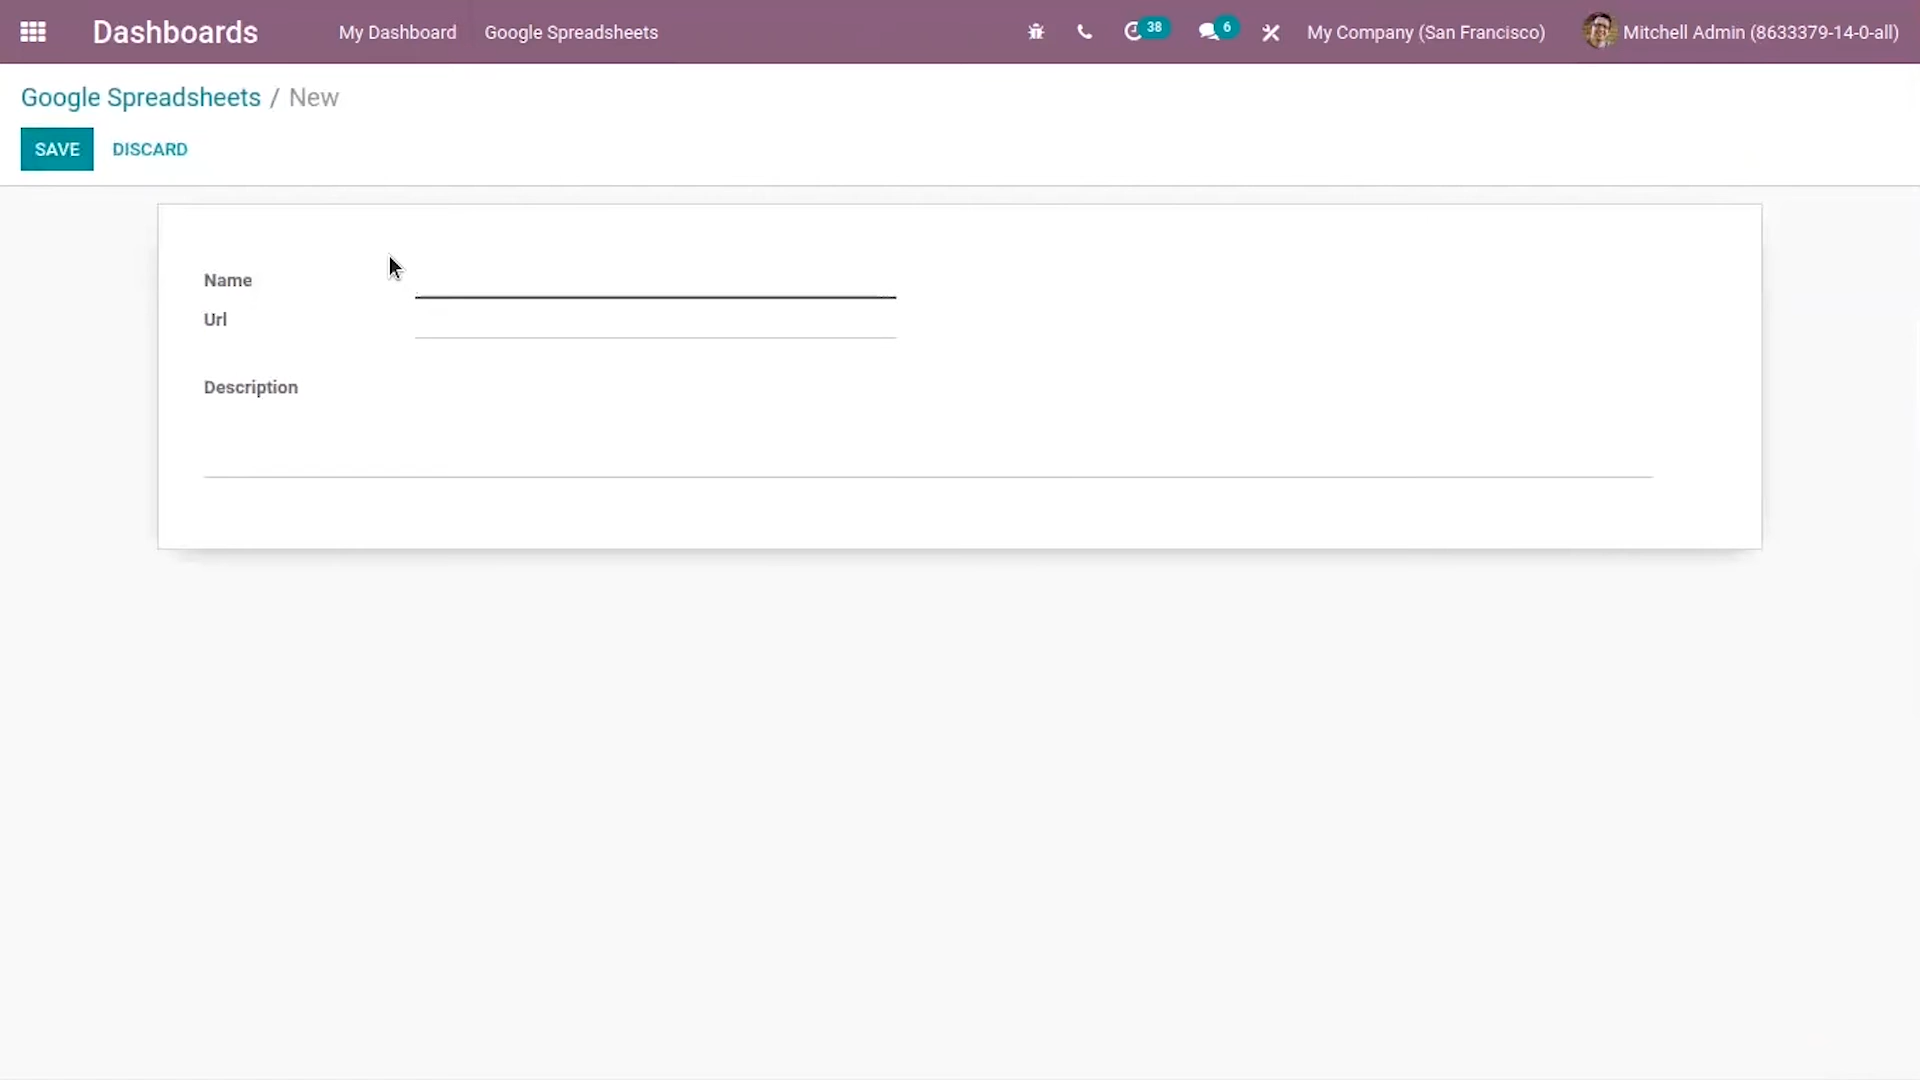 Dashboards My Dashboard Google Spreadsheets 38 6 My Company (San Francisco) Mitchell Admin (8633379-14-0-all)
Google Spreadsheets / New
SAVE DISCARD
Name
Url
Description